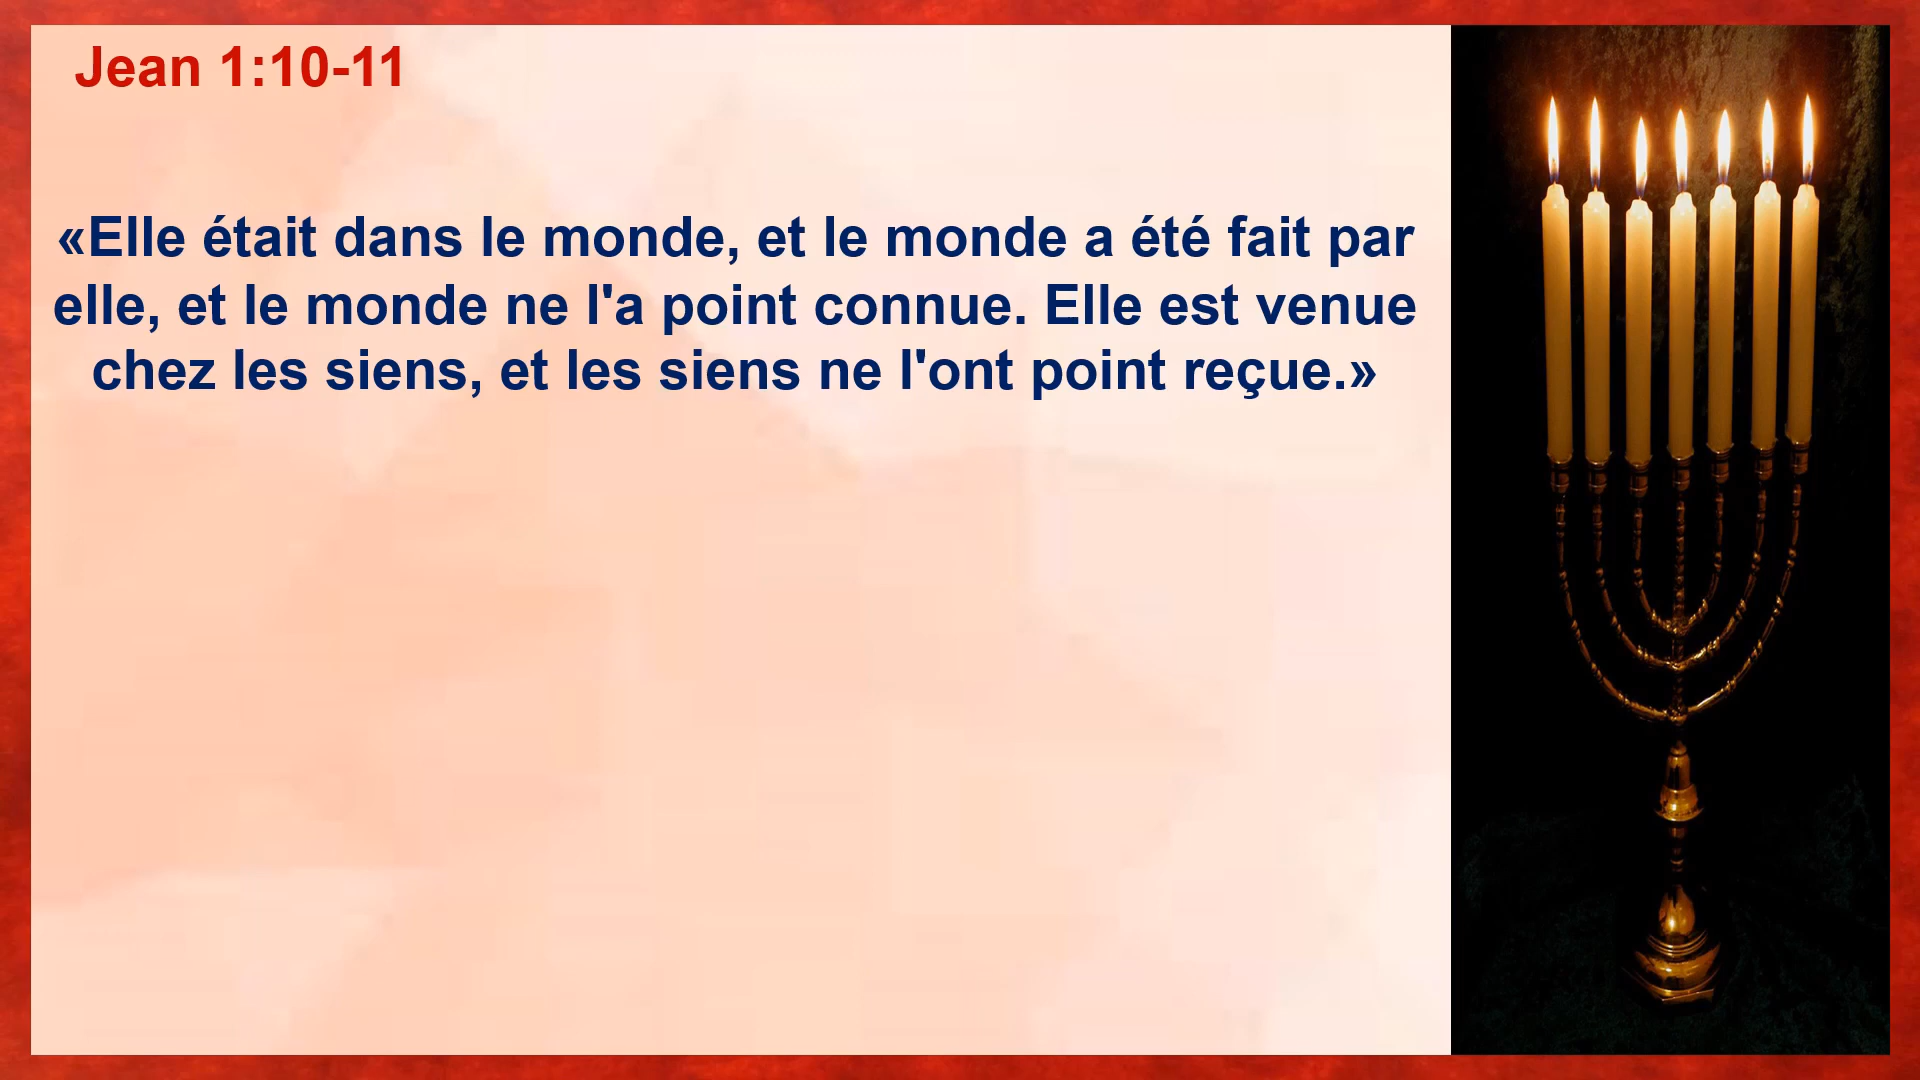 Jean 1:10-11
«Elle était dans le monde, et le monde a été fait par
elle, et le monde ne l'a point connue. Elle est venue
chez les siens, et les siens ne l'ont point reçue.»